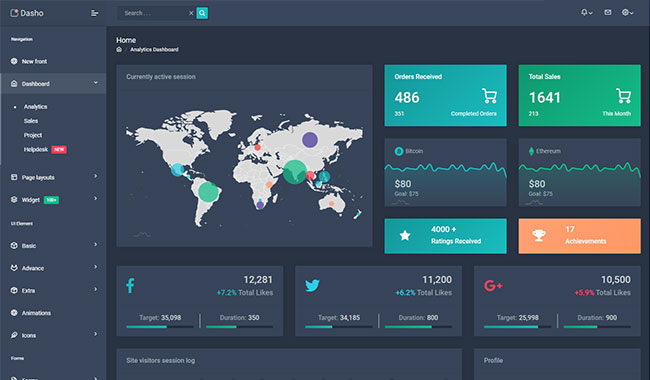 Dasho
Search . . .
Navigation
New front
Dashboard
Analytics
Sales
Project
Helpdesk NEW
Page layouts
Widget 100+
UI Element
Basic
Advance
Extra
Animations
Icons
Forms
Home
Analytics Dashboard
Currently active session
Orders Received
486
351 Completed Orders
Total Sales
1641
213 This Month
Bitcoin
$80
Goal: $75
Ethereum
$80
Goal: $75
4000 +
Ratings Received
17
Achievements
12,281
+7.2% Total Likes
Target: 35,098 Duration: 350
11,200
+6.2% Total Likes
Target: 34,185 Duration: 800
G+ 10,500
+5.9% Total Likes
Target: 25,998 Duration: 900
Site visitors session log
Profile